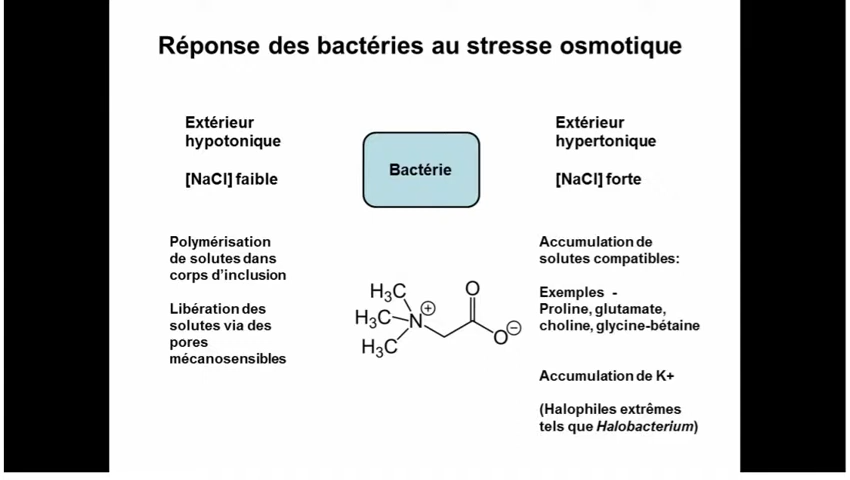 Réponse des bactéries au stresse osmotique
Extérieur
hypotonique
[NaCl] faible
Bactérie
Extérieur
hypertonique
[NaCl] forte
Polymérisation
de solutes dans
corps d'inclusion
Libération des
solutes via des
pores
mécanosensibles
H₃C
H₃C
H₃C
N
+
O
O
−
Accumulation de
solutes compatibles:
Exemples -
Proline, glutamate,
choline, glycine-bétaine
Accumulation de K+
(Halophiles extrêmes
tels que Halobacterium)